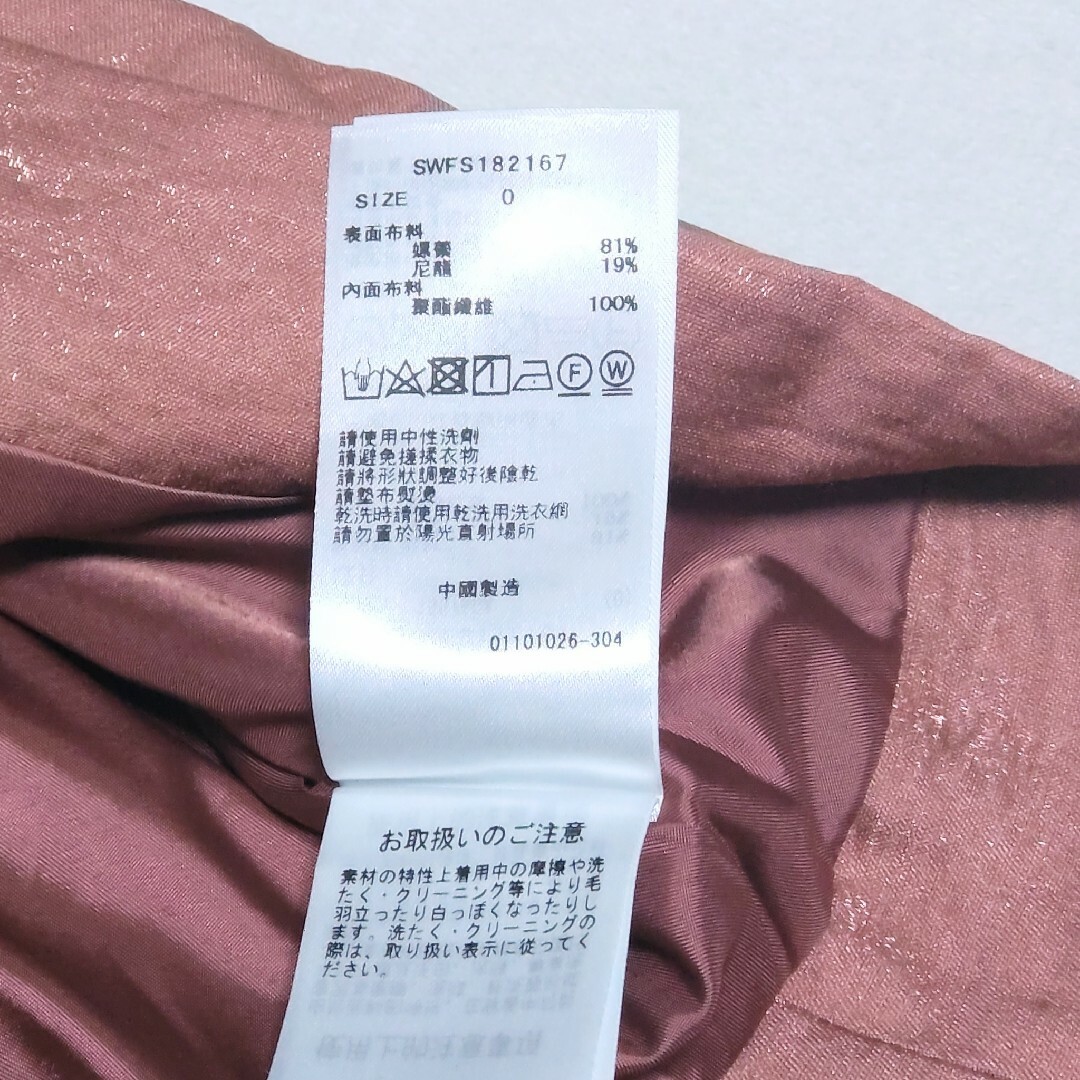 SWFS182167
SIZE 0
表面布料
螺縈 81%
尼龍 19%
內面布料
聚酯纖維 100%
F W
請使用中性洗劑
請避免搓揉衣物
請將形狀調整好後陰乾
請墊布熨燙
乾洗時請使用乾洗用洗衣網
請勿置於陽光直射場所
中國製造
01101026-304
お取扱いのご注意
素材の特性上着用中の摩擦や洗
たく・クリーニング等により毛
羽立ったり白っぽくなったりし
ます。洗たく・クリーニングの
際は、取り扱い表示に従ってく
ださい。